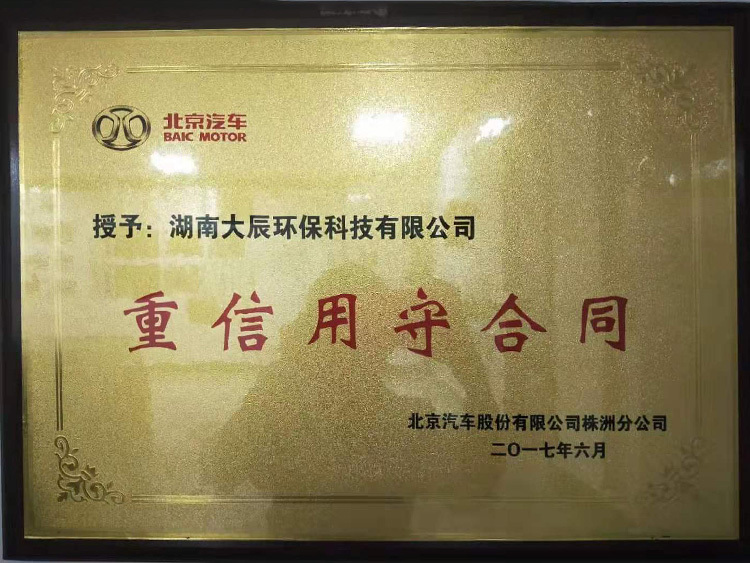 北京汽车
BAIC MOTOR
授予：湖南大辰环保科技有限公司
重信用守合同
北京汽车股份有限公司株洲分公司
二〇一七年六月